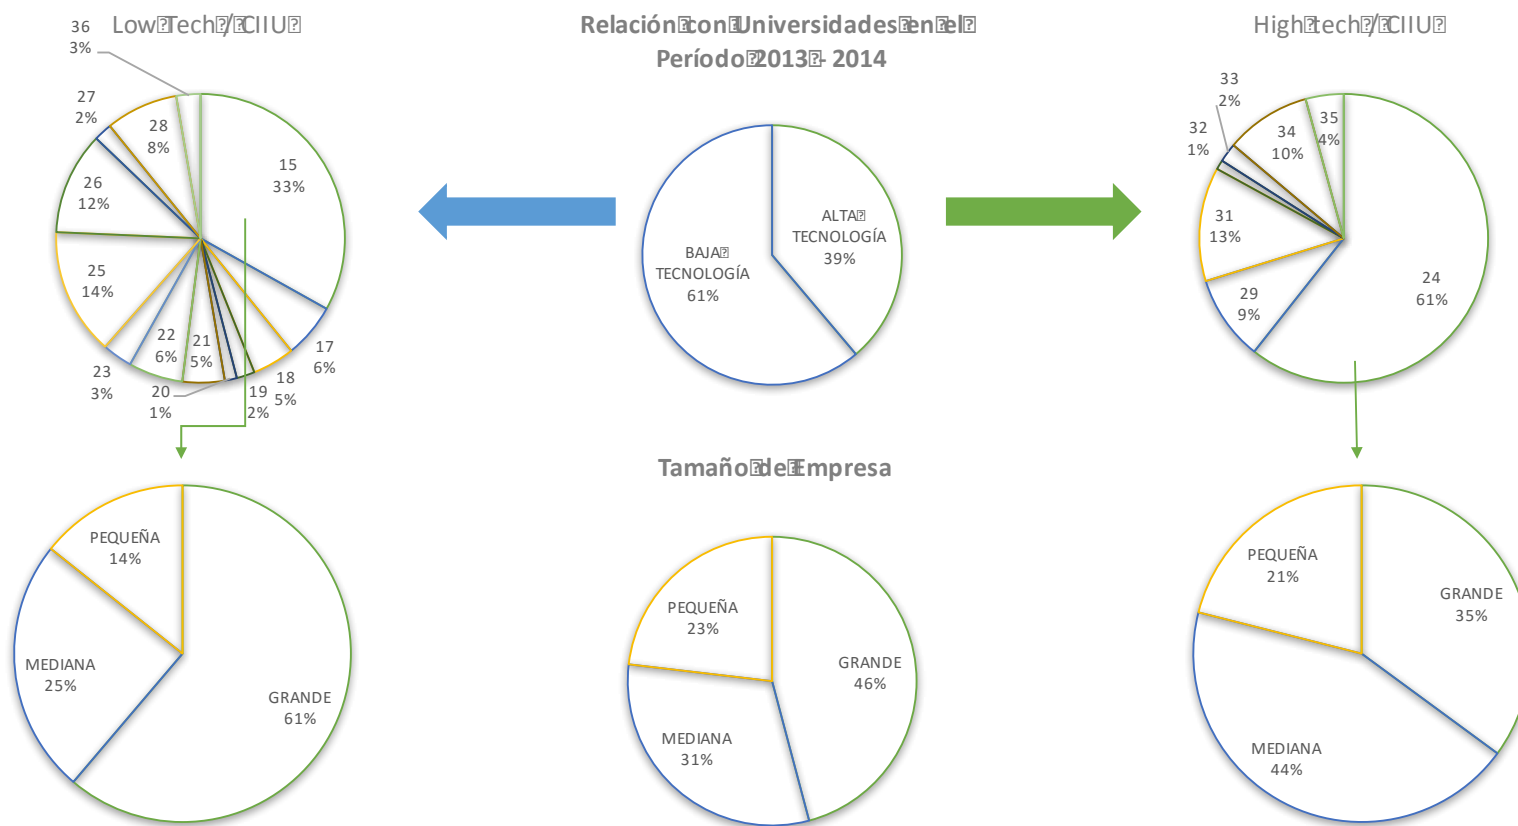 Low Tech / CIIU
36
3%
27
2%
28
8%
15
33%
26
12%
25
14%
22
6%
21
5%
17
6%
18
5%
23
3%
20
1%
19
2%
Relación con Universidades en el
Período 2013 - 2014
ALTA
TECNOLOGÍA
39%
BAJA
TECNOLOGÍA
61%
High tech / CIIU
33
2%
32
1%
34
10%
35
4%
31
13%
29
9%
24
61%
Tamaño de Empresa
PEQUEÑA
14%
MEDIANA
25%
GRANDE
61%
PEQUEÑA
23%
GRANDE
46%
MEDIANA
31%
PEQUEÑA
21%
GRANDE
35%
MEDIANA
44%